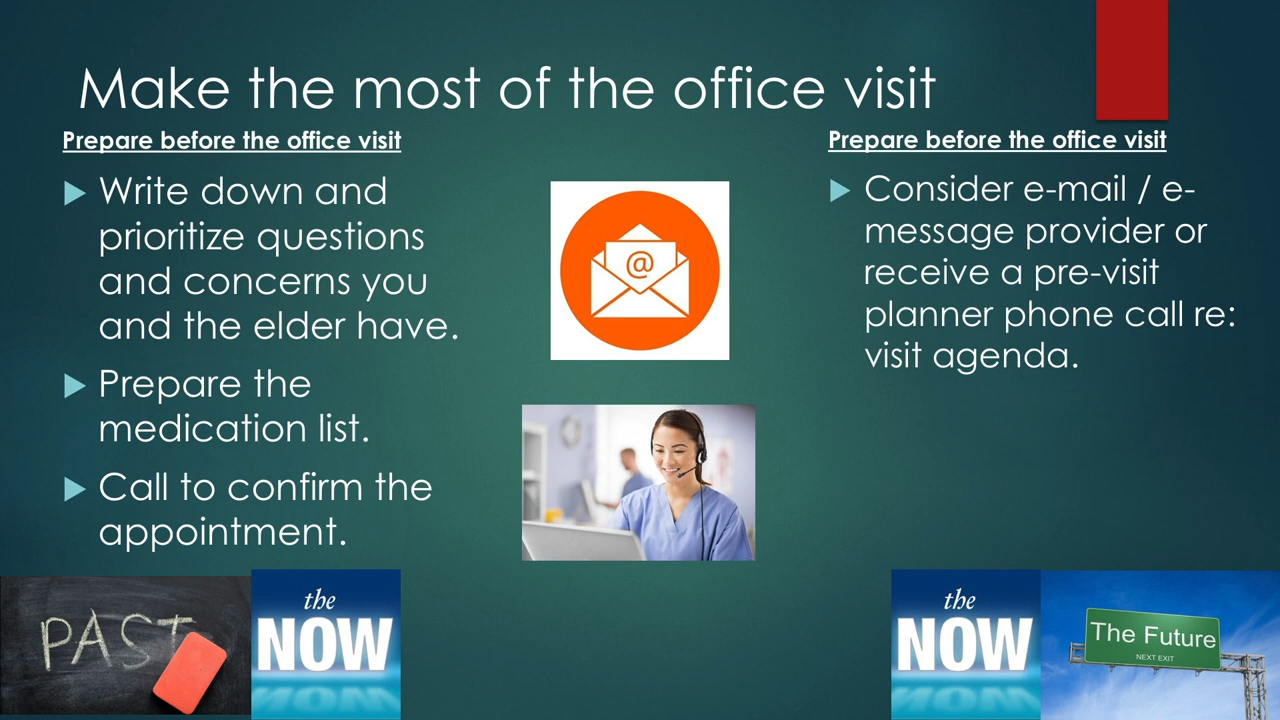 Make the most of the office visit
Prepare before the office visit
Write down and
prioritize questions
and concerns you
and the elder have.
Prepare the
medication list.
Call to confirm the
appointment.
@
Prepare before the office visit
Consider e-mail / e-
message provider or
receive a pre-visit
planner phone call re:
visit agenda.
PAST
the
NOW
the
NOW
The Future
NEXT EXIT